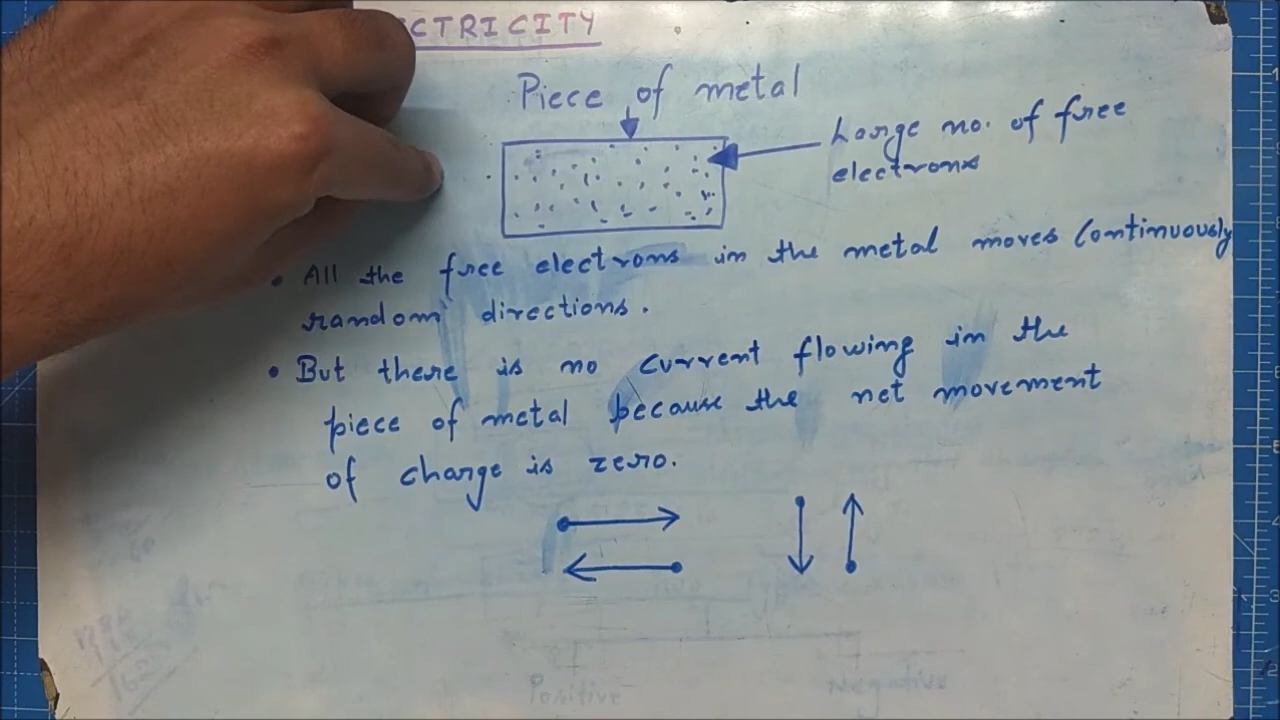 CTRICITY
Piece of metal
Large no. of free
electrons
• All the free electrons in the metal moves Continuously
random directions.
• But there is no current flowing in the
piece of metal because the net movement
of charge is zero.
Positive
Negative